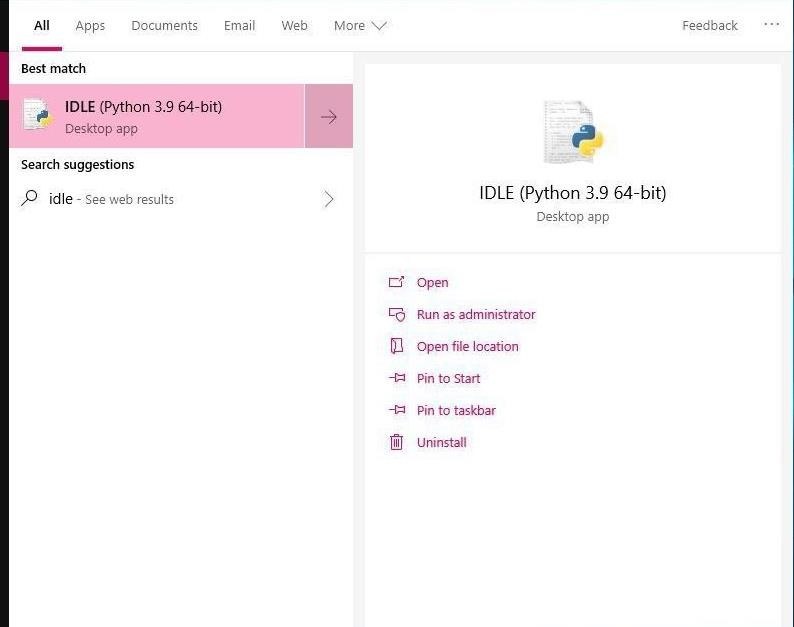 All Apps Documents Email Web More Feedback ...
Best match
IDLE (Python 3.9 64-bit)
Desktop app
Search suggestions
idle - See web results
IDLE (Python 3.9 64-bit)
Desktop app
Open
Run as administrator
Open file location
Pin to Start
Pin to taskbar
Uninstall